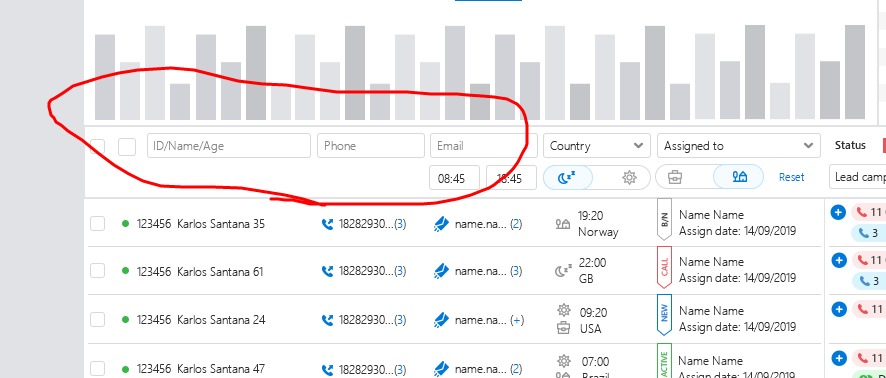 ID/Name/Age Phone Email Country Assigned to Status
08:45 Reset Lead camp
123456 Karlos Santana 35 18282930...(3) name.na... (2) 19:20 Norway B/N Name Name Assign date: 14/09/2019 11 3
123456 Karlos Santana 61 18282930...(3) name.na... (3) 22:00 GB CALL Name Name Assign date: 14/09/2019 11 3
123456 Karlos Santana 24 18282930...(3) name.na... (+) 09:20 USA NEW Name Name Assign date: 14/09/2019 11
123456 Karlos Santana 47 18282930...(3) name.na... (2) 07:00 Brazil ACTIVE Name Name Assign date: 14/09/2019 11